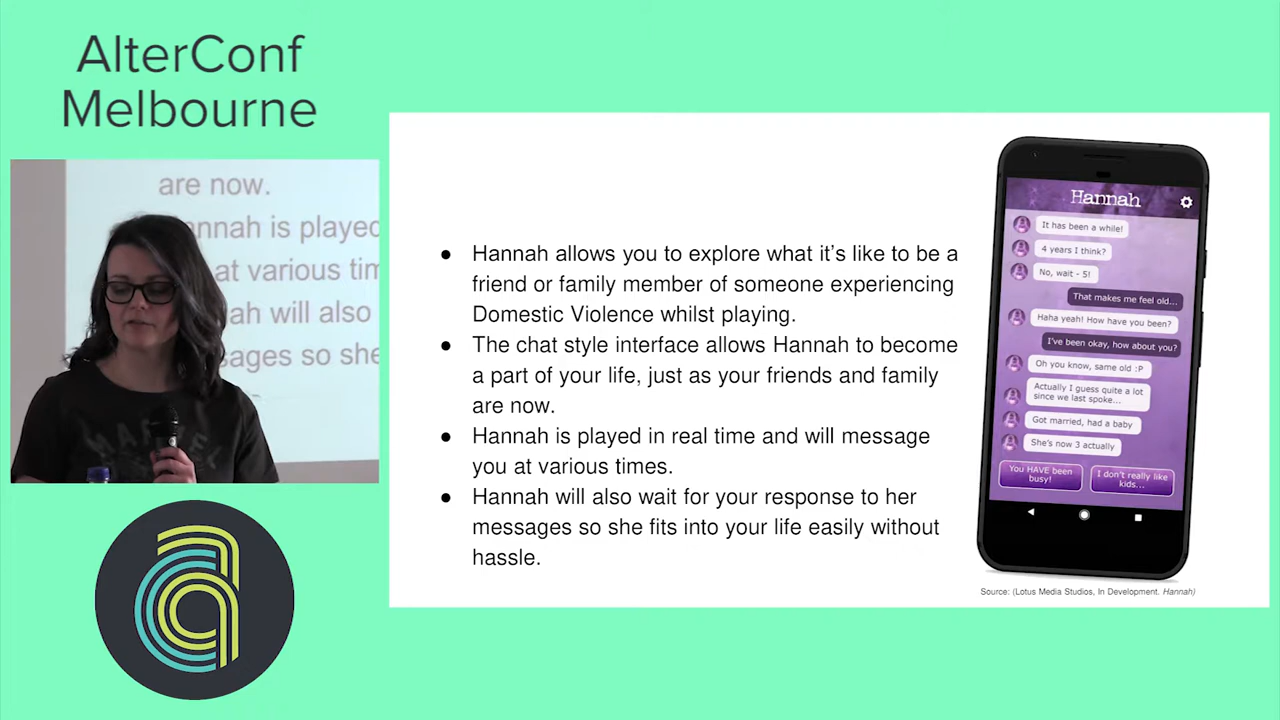 AlterConf
Melbourne
are now.
annah is played
at various tim
ah will also
sages so she
● Hannah allows you to explore what it's like to be a
friend or family member of someone experiencing
Domestic Violence whilst playing.
● The chat style interface allows Hannah to become
a part of your life, just as your friends and family
are now.
● Hannah is played in real time and will message
you at various times.
● Hannah will also wait for your response to her
messages so she fits into your life easily without
hassle.
Hannah
It has been a while!
4 years I think?
No, wait - 5!
That makes me feel old...
Haha yeah! How have you been?
I've been okay, how about you?
Oh you know, same old :P
Actually I guess quite a lot
since we last spoke...
Got married, had a baby
She's now 3 actually
You HAVE been
busy!
I don't really like
kids...
Source: (Lotus Media Studios, In Development. Hannah)